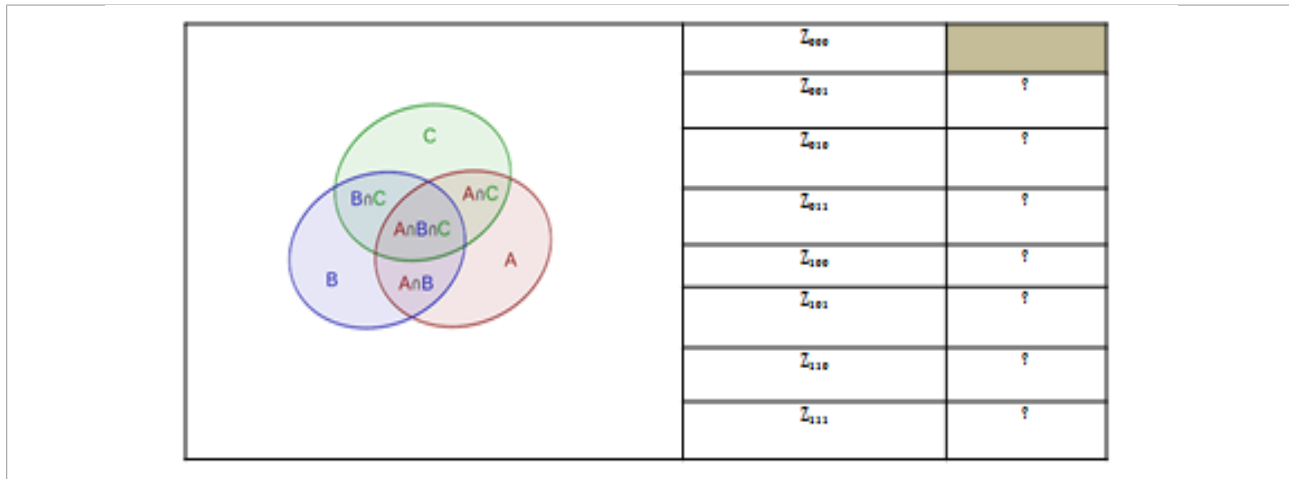 C
B∩C
A∩C
A∩B∩C
B
A∩B
A
Z₀₀₀
Z₀₀₁ ?
Z₀₁₀ ?
Z₀₁₁ ?
Z₁₀₀ ?
Z₁₀₁ ?
Z₁₁₀ ?
Z₁₁₁ ?